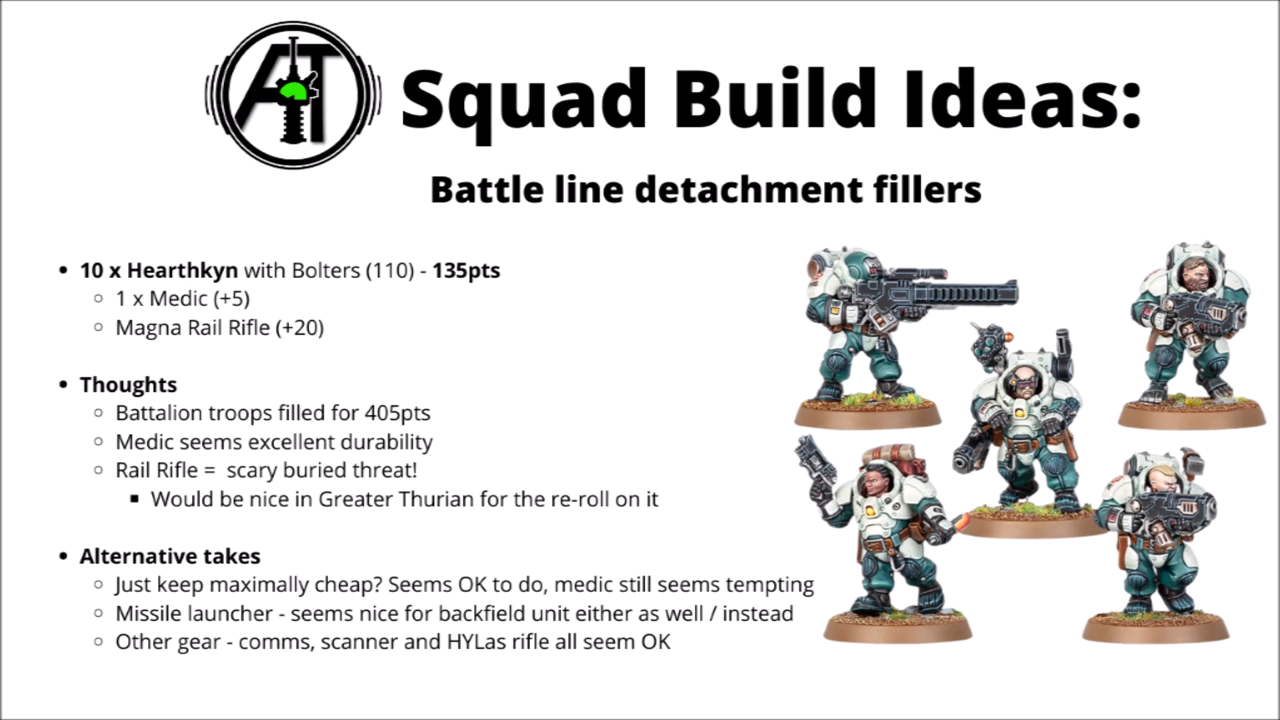 AT
Squad Build Ideas:
Battle line detachment fillers
• 10 x Hearthkyn with Bolters (110) - 135pts
○ 1 x Medic (+5)
○ Magna Rail Rifle (+20)
• Thoughts
○ Battalion troops filled for 405pts
○ Medic seems excellent durability
○ Rail Rifle = scary buried threat!
▪ Would be nice in Greater Thurian for the re-roll on it
• Alternative takes
○ Just keep maximally cheap? Seems OK to do, medic still seems tempting
○ Missile launcher - seems nice for backfield unit either as well / instead
○ Other gear - comms, scanner and HYLas rifle all seem OK